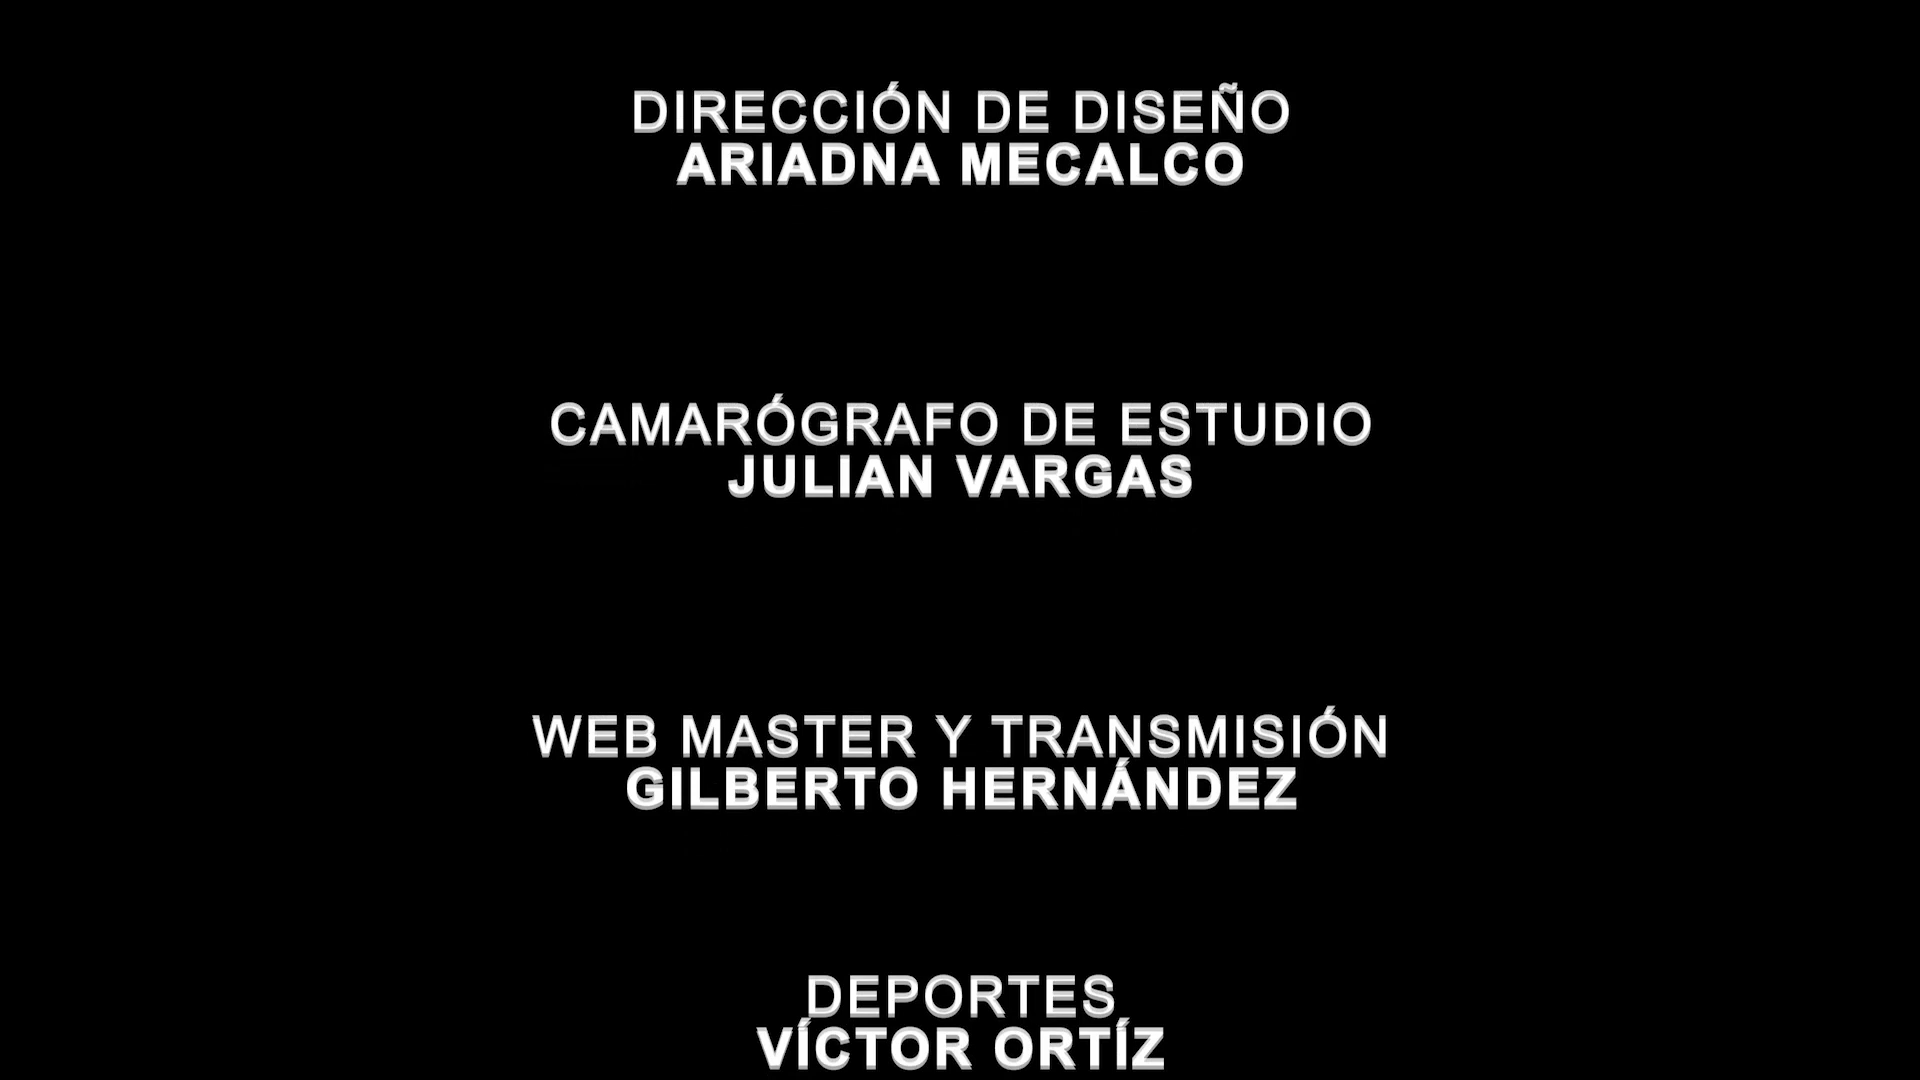 DIRECCIÓN DE DISEÑO
ARIADNA MECALCO
CAMARÓGRAFO DE ESTUDIO
JULIAN VARGAS
WEB MASTER Y TRANSMISIÓN
GILBERTO HERNÁNDEZ
DEPORTES
VÍCTOR ORTÍZ